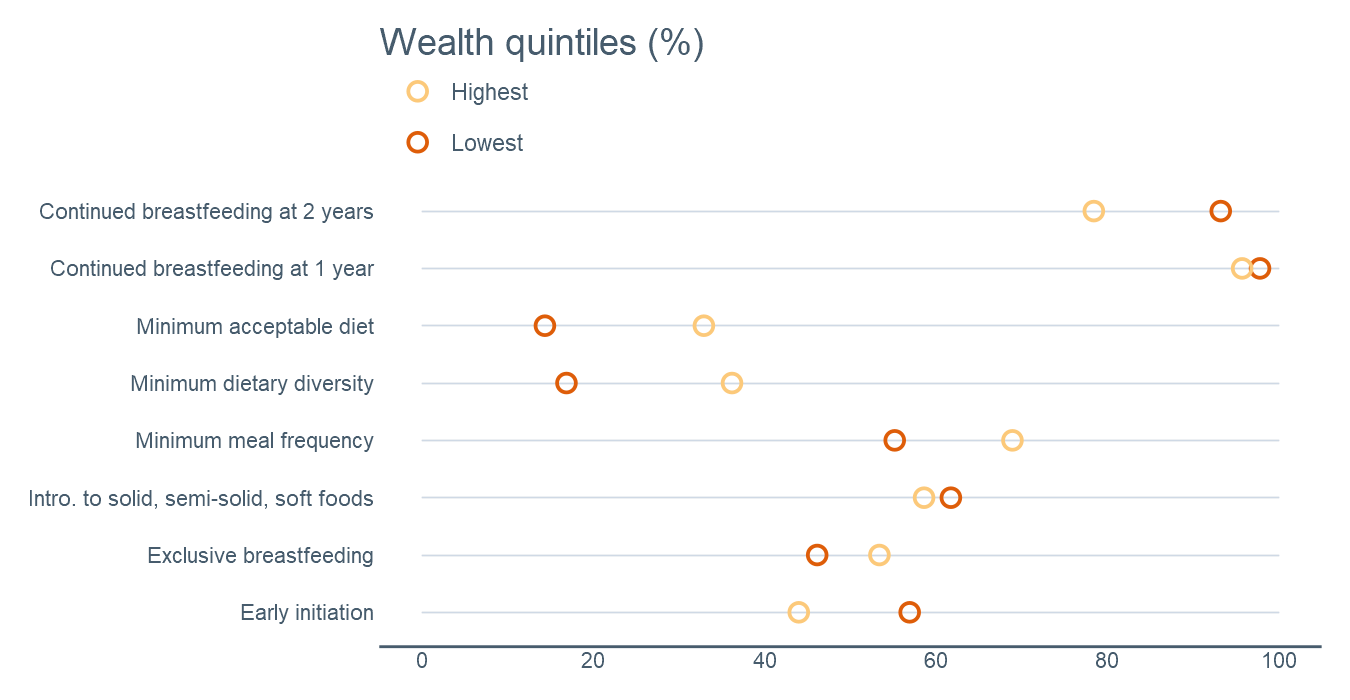 Wealth quintiles (%)
Highest
Lowest
Continued breastfeeding at 2 years
Continued breastfeeding at 1 year
Minimum acceptable diet
Minimum dietary diversity
Minimum meal frequency
Intro. to solid, semi-solid, soft foods
Exclusive breastfeeding
Early initiation
0 20 40 60 80 100